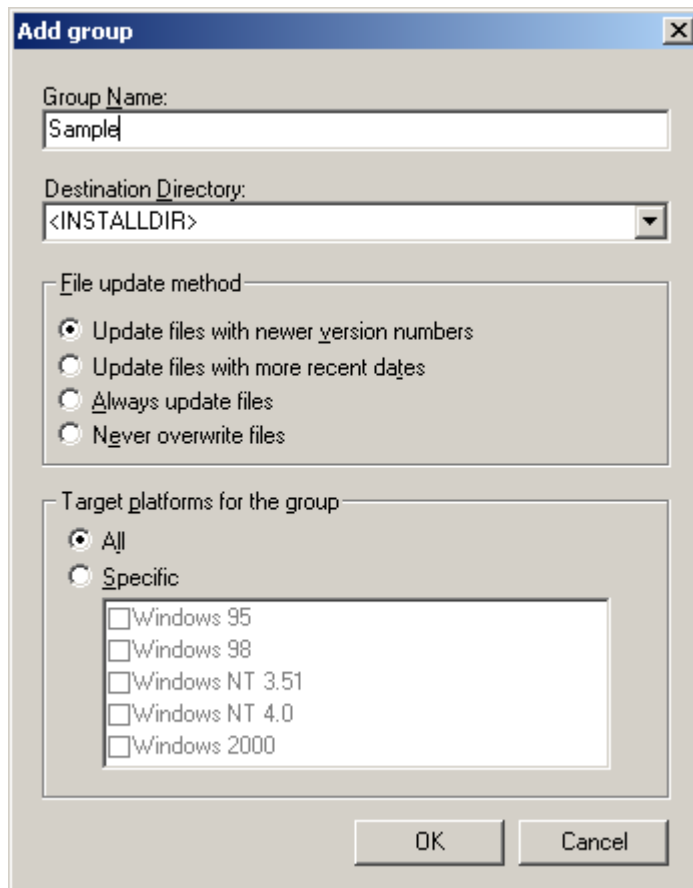 Add group
Group Name:
Sample
Destination Directory:
<INSTALLDIR>
File update method
Update files with newer version numbers
Update files with more recent dates
Always update files
Never overwrite files
Target platforms for the group
All
Specific
Windows 95
Windows 98
Windows NT 3.51
Windows NT 4.0
Windows 2000
OK
Cancel